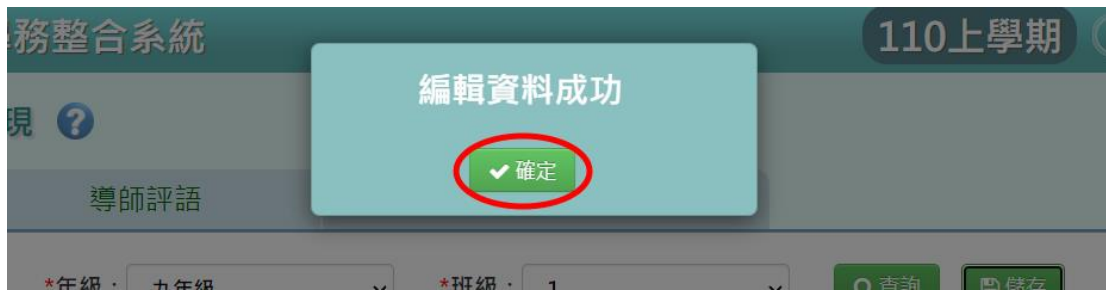 務整合系統
110上學期
編輯資料成功
現
確定
導師評語
*年級： 九年級
*班級： 1
查詢
儲存